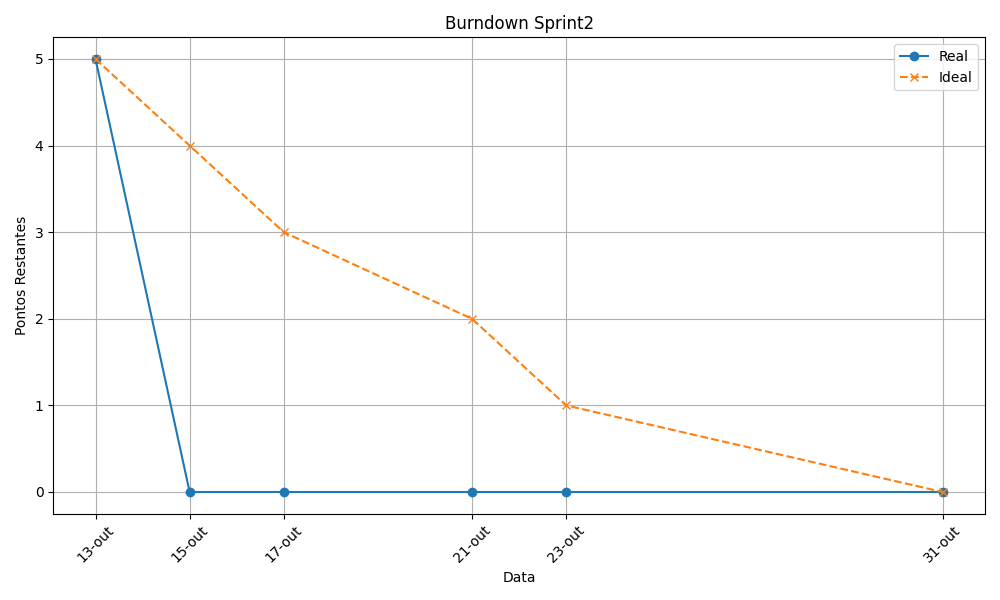 Burndown Sprint2
Real
Ideal
Pontos Restantes
5
4
3
2
1
0
13-out
15-out
17-out
21-out
23-out
31-out
Data